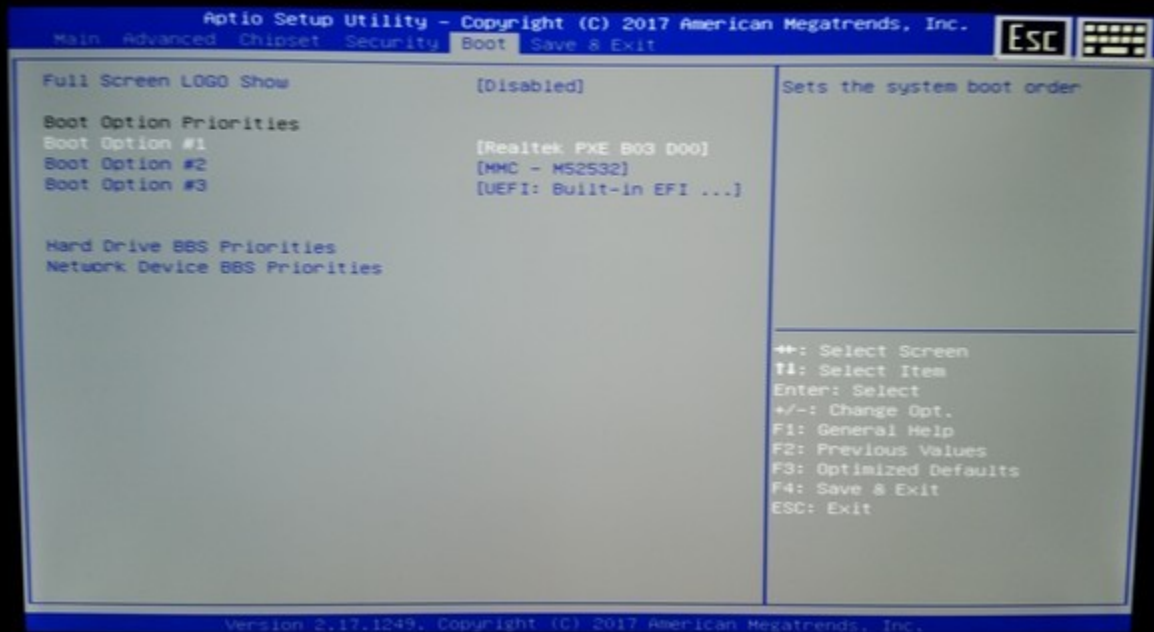 Aptio Setup Utility – Copyright (C) 2017 American Megatrends, Inc.
Main Advanced Chipset Security Boot Save & Exit
Esc
Full Screen LOGO Show [Disabled]
Boot Option Priorities
Boot Option #1 [Realtek PXE B03 D00]
Boot Option #2 [MMC – M52532]
Boot Option #3 [UEFI: Built-in EFI ...]
Hard Drive BBS Priorities
Network Device BBS Priorities
Sets the system boot order
→←: Select Screen
↑↓: Select Item
Enter: Select
+/-: Change Opt.
F1: General Help
F2: Previous Values
F3: Optimized Defaults
F4: Save & Exit
ESC: Exit
Version 2.17.1249. Copyright (C) 2017 American Megatrends, Inc.